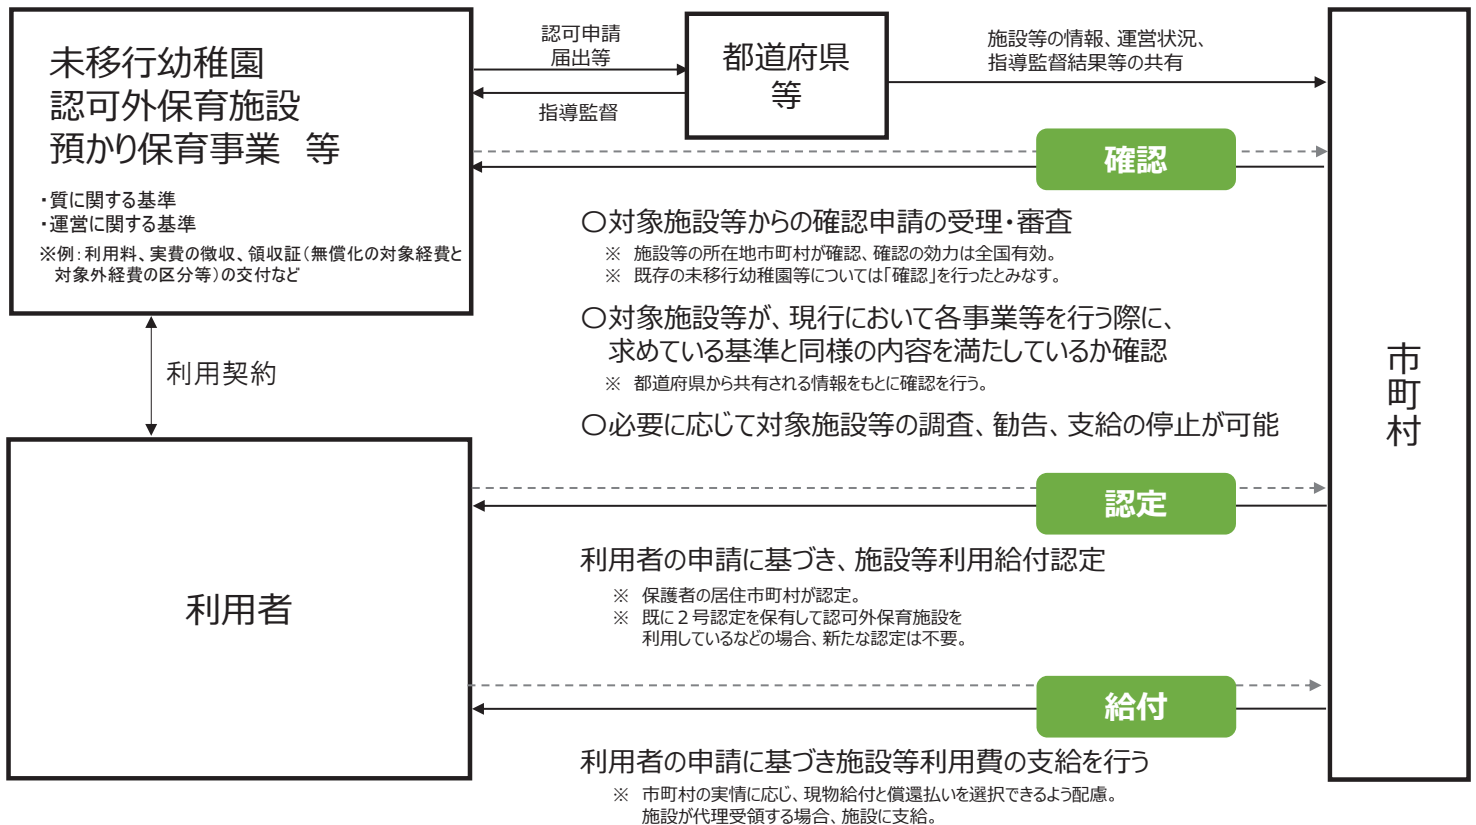 未移行幼稚園
認可外保育施設
預かり保育事業　等
・質に関する基準
・運営に関する基準
※例：利用料、実費の徴収、領収証（無償化の対象経費と
対象外経費の区分等）の交付など
認可申請
届出等
指導監督
都道府県
等
施設等の情報、運営状況、
指導監督結果等の共有
確認
〇対象施設等からの確認申請の受理・審査
※　施設等の所在地市町村が確認、確認の効力は全国有効。
※　既存の未移行幼稚園等については「確認」を行ったとみなす。
〇対象施設等が、現行において各事業等を行う際に、
求めている基準と同様の内容を満たしているか確認
※　都道府県から共有される情報をもとに確認を行う。
〇必要に応じて対象施設等の調査、勧告、支給の停止が可能
利用契約
市町村
利用者
認定
利用者の申請に基づき、施設等利用給付認定
※　保護者の居住市町村が認定。
※　既に２号認定を保有して認可外保育施設を
利用しているなどの場合、新たな認定は不要。
給付
利用者の申請に基づき施設等利用費の支給を行う
※　市町村の実情に応じ、現物給付と償還払いを選択できるよう配慮。
施設が代理受領する場合、施設に支給。